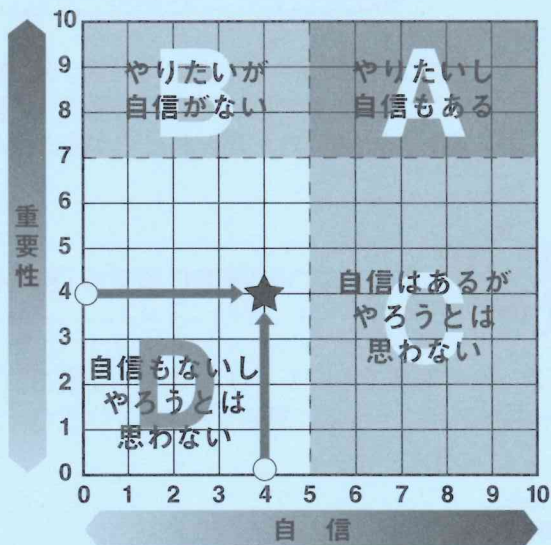 重要性
10
9
8
7
6
5
4
3
2
1
0
B
やりたいが
自信がない
A
やりたいし
自信もある
C
自信はあるが
やろうとは
思わない
D
自信もないし
やろうとは
思わない
0 1 2 3 4 5 6 7 8 9 10
自信